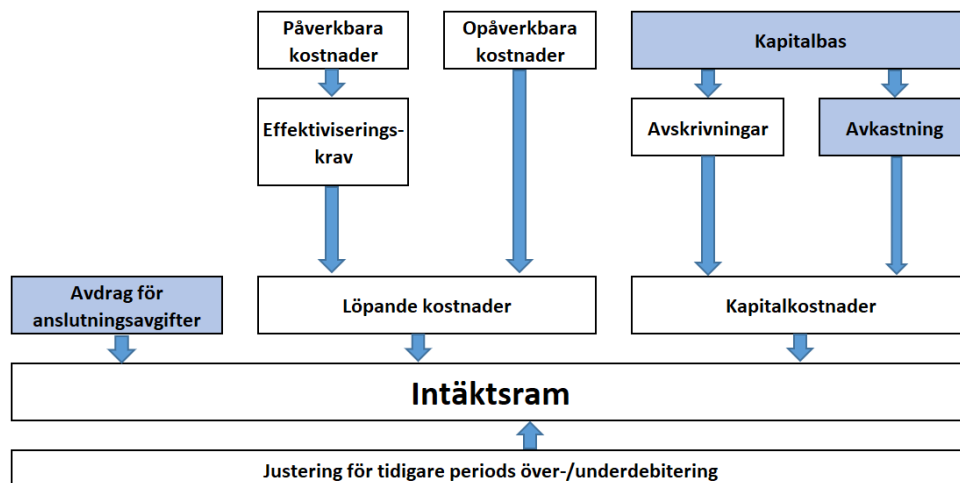 Påverkbara
kostnader
Opåverkbara
kostnader
Kapitalbas
Effektiviserings-
krav
Avskrivningar
Avkastning
Avdrag för
anslutningsavgifter
Löpande kostnader
Kapitalkostnader
Intäktsram
Justering för tidigare periods över-/underdebitering